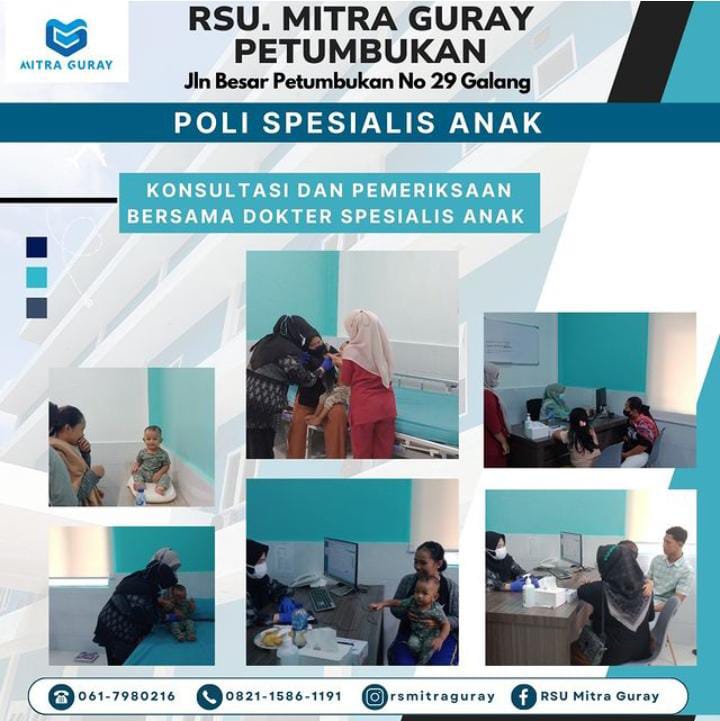 MITRA GURAY
RSU. MITRA GURAY
PETUMBUKAN
Jln Besar Petumbukan No 29 Galang
POLI SPESIALIS ANAK
KONSULTASI DAN PEMERIKSAAN
BERSAMA DOKTER SPESIALIS ANAK
061-7980216 0821-1586-1191 rsmitraguray RSU Mitra Guray